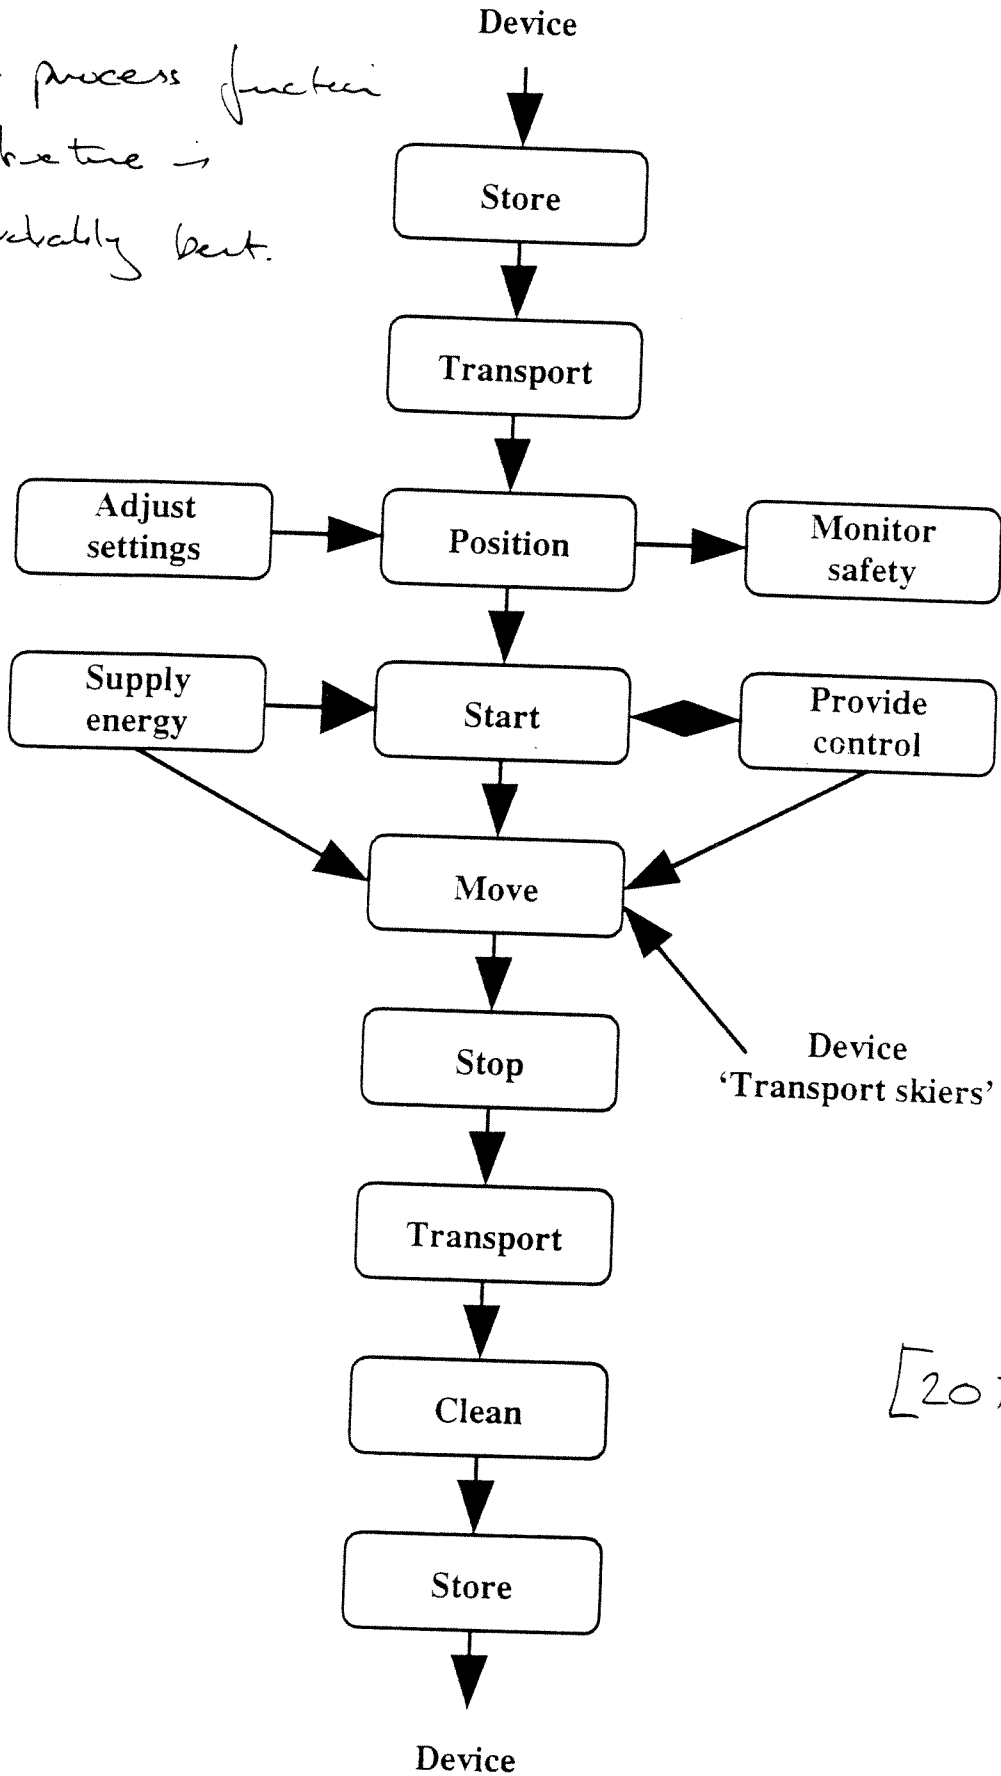 Device
process function
structure is
probably best.
Store
Transport
Adjust
settings
Position
Monitor
safety
Supply
energy
Start
Provide
control
Move
Stop
Device
‘Transport skiers’
Transport
[20
Clean
Store
Device